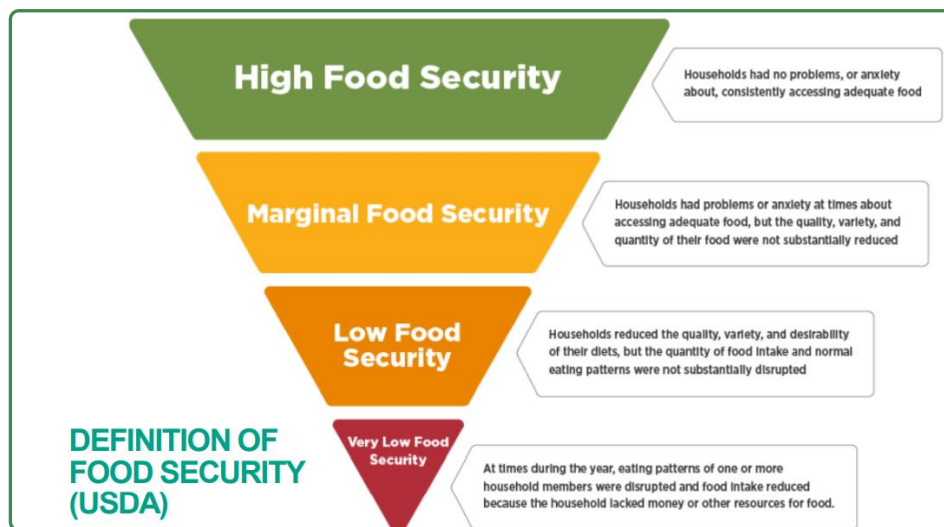 High Food Security
Households had no problems, or anxiety
about, consistently accessing adequate food
Marginal Food Security
Households had problems or anxiety at times about
accessing adequate food, but the quality, variety, and
quantity of their food were not substantially reduced
Low Food
Security
Households reduced the quality, variety, and desirability
of their diets, but the quantity of food intake and normal
eating patterns were not substantially disrupted
Very Low Food
Security
At times during the year, eating patterns of one or more
household members were disrupted and food intake reduced
because the household lacked money or other resources for food.
DEFINITION OF
FOOD SECURITY
(USDA)